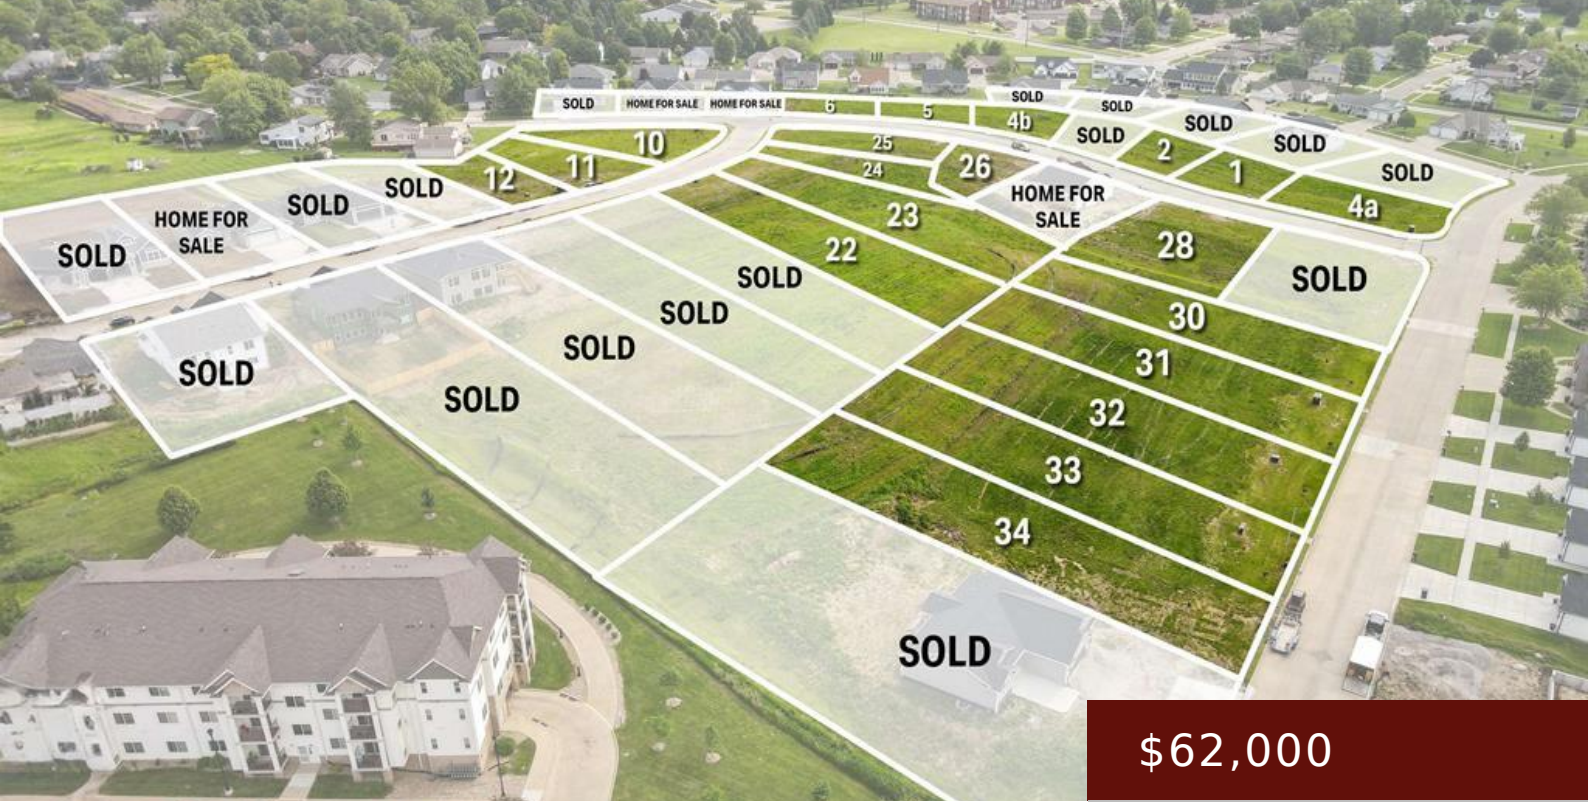 SOLD
HOME FOR SALE
HOME FOR SALE
6
5
4b
SOLD
SOLD
SOLD
SOLD
SOLD
SOLD
2
1
4a
10
11
12
25
24
26
HOME FOR
SALE
23
22
28
SOLD
SOLD
SOLD
HOME FOR
SALE
SOLD
30
31
32
33
34
SOLD
SOLD
SOLD
SOLD
SOLD
SOLD
SOLD
$62,000